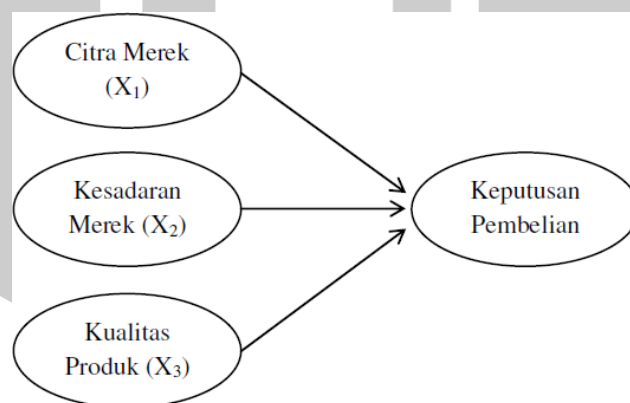 Citra Merek
(X₁)
Kesadaran
Merek (X₂)
Keputusan
Pembelian
Kualitas
Produk (X₃)